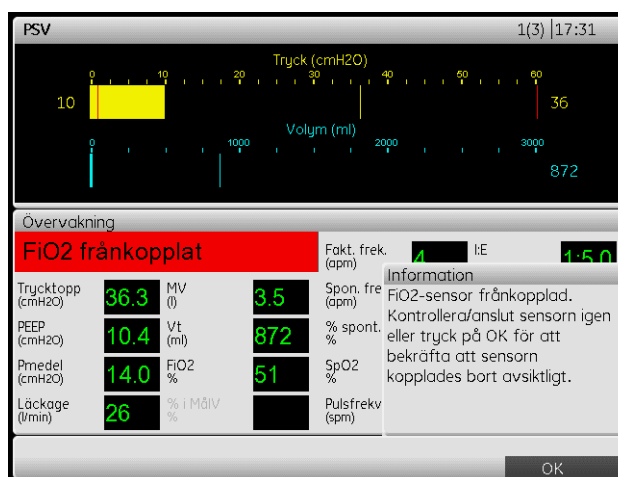 PSV 1(3) 17:31
Tryck (cmH2O)
0 10 20 30 40 50 60
10 36
Volym (ml)
0 1000 2000 3000
872
Övervakning
FiO2 frånkopplat
Fakt. frek. (apm) 4 I:E 1:5.0
Trycktopp (cmH2O) 36.3 MV (l) 3.5 Spon. fre (apm)
PEEP (cmH2O) 10.4 Vt (ml) 872 % spont. %
Pmedel (cmH2O) 14.0 FiO2 % 51 SpO2 %
Läckage (l/min) 26 % i MålV % Pulsfrekv (spm)
Information
FiO2-sensor frånkopplad.
Kontrollera/anslut sensorn igen
eller tryck på OK för att
bekräfta att sensorn
kopplades bort avsiktligt.
OK